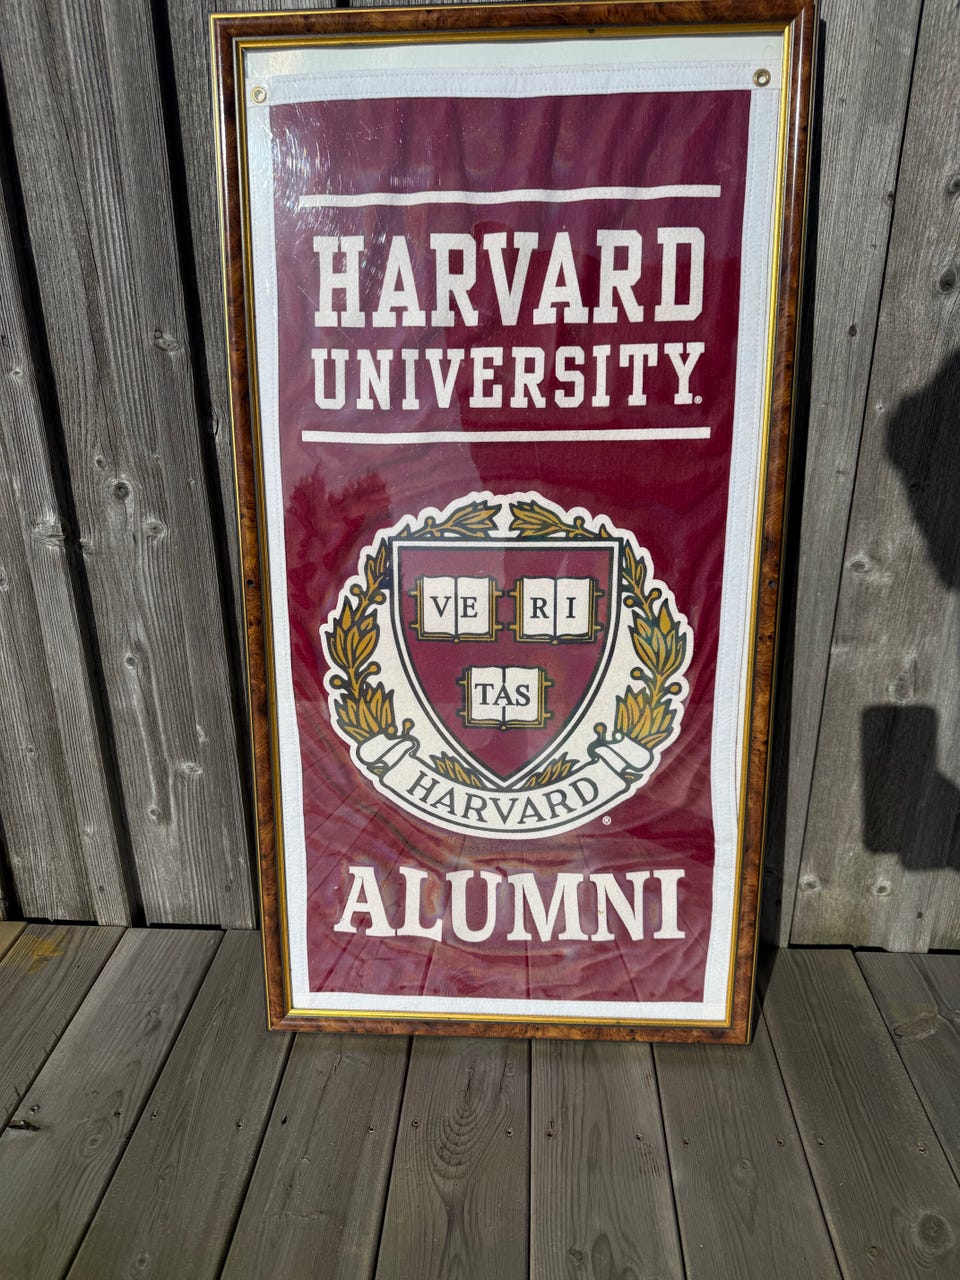 HARVARD
UNIVERSITY®
VE RI
TAS
HARVARD®
ALUMNI